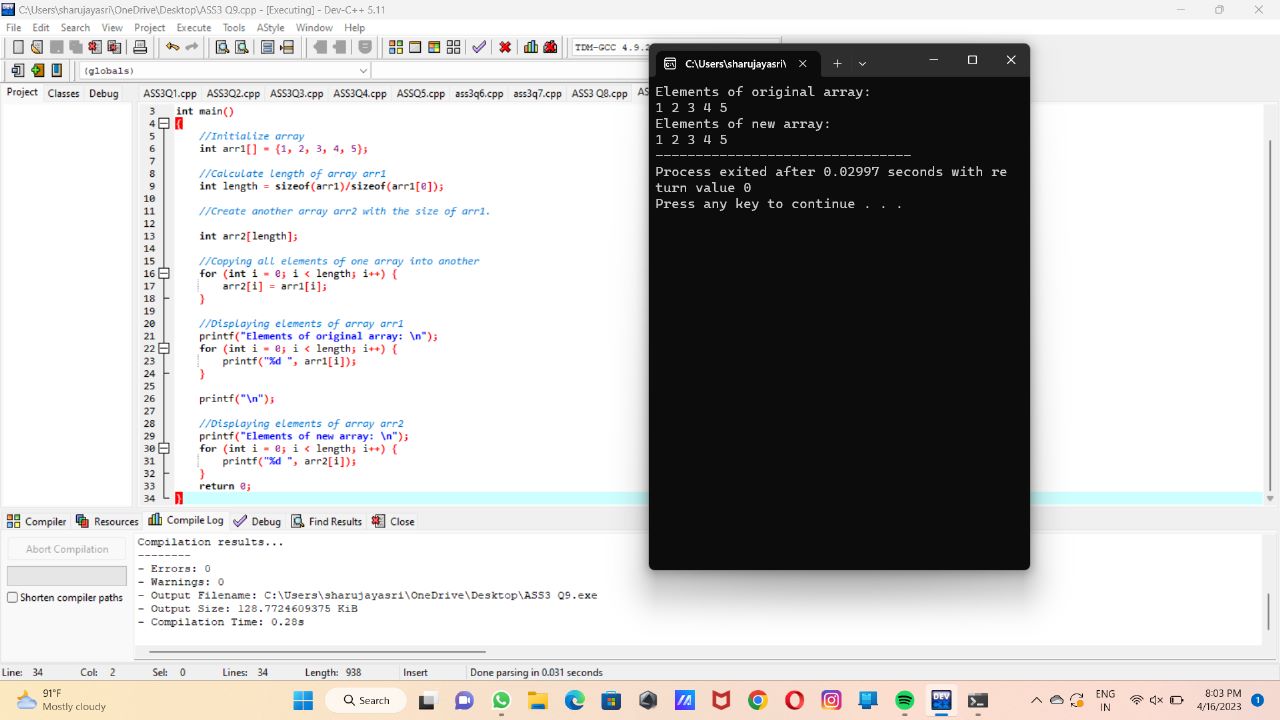 C:\Users\sharujayasri\OneDrive\Desktop\ASS3 Q9.cpp - [Executing] - Dev-C++ 5.11
File Edit Search View Project Execute Tools AStyle Window Help
TDM-GCC 4.9.2
(globals)
Project Classes Debug
ASS3Q1.cpp ASS3Q2.cpp ASS3Q3.cpp ASS3Q4.cpp ASSQ5.cpp ass3q6.cpp ass3q7.cpp ASS3 Q8.cpp AS
3 int main()
4 {
5 //Initialize array
6 int arr1[] = {1, 2, 3, 4, 5};
7
8 //Calculate length of array arr1
9 int length = sizeof(arr1)/sizeof(arr1[0]);
10
11 //Create another array arr2 with the size of arr1.
12
13 int arr2[length];
14
15 //Copying all elements of one array into another
16 for (int i = 0; i < length; i++) {
17 arr2[i] = arr1[i];
18 }
19
20 //Displaying elements of array arr1
21 printf("Elements of original array: \n");
22 for (int i = 0; i < length; i++) {
23 printf("%d ", arr1[i]);
24 }
25
26 printf("\n");
27
28 //Displaying elements of array arr2
29 printf("Elements of new array: \n");
30 for (int i = 0; i < length; i++) {
31 printf("%d ", arr2[i]);
32 }
33 return 0;
34 }
C:\Users\sharujayasri\
Elements of original array:
1 2 3 4 5
Elements of new array:
1 2 3 4 5
--------------------------------
Process exited after 0.02997 seconds with re
turn value 0
Press any key to continue . . .
Compiler Resources Compile Log Debug Find Results Close
Abort Compilation
Shorten compiler paths
Compilation results...
--------
- Errors: 0
- Warnings: 0
- Output Filename: C:\Users\sharujayasri\OneDrive\Desktop\ASS3 Q9.exe
- Output Size: 128.7724609375 KiB
- Compilation Time: 0.28s
Line: 34 Col: 2 Sel: 0 Lines: 34 Length: 938 Insert Done parsing in 0.031 seconds
91°F
Mostly cloudy
Search
DEV
ENG
IN
8:03 PM
4/16/2023
1